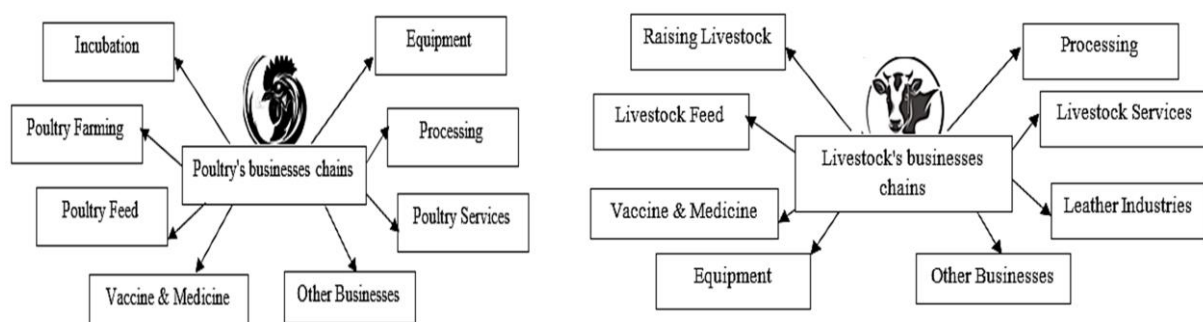 Incubation
Equipment
Poultry Farming
Processing
Poultry's businesses chains
Poultry Feed
Poultry Services
Vaccine & Medicine
Other Businesses
Raising Livestock
Processing
Livestock Feed
Livestock Services
Livestock's businesses
chains
Vaccine & Medicine
Leather Industries
Equipment
Other Businesses